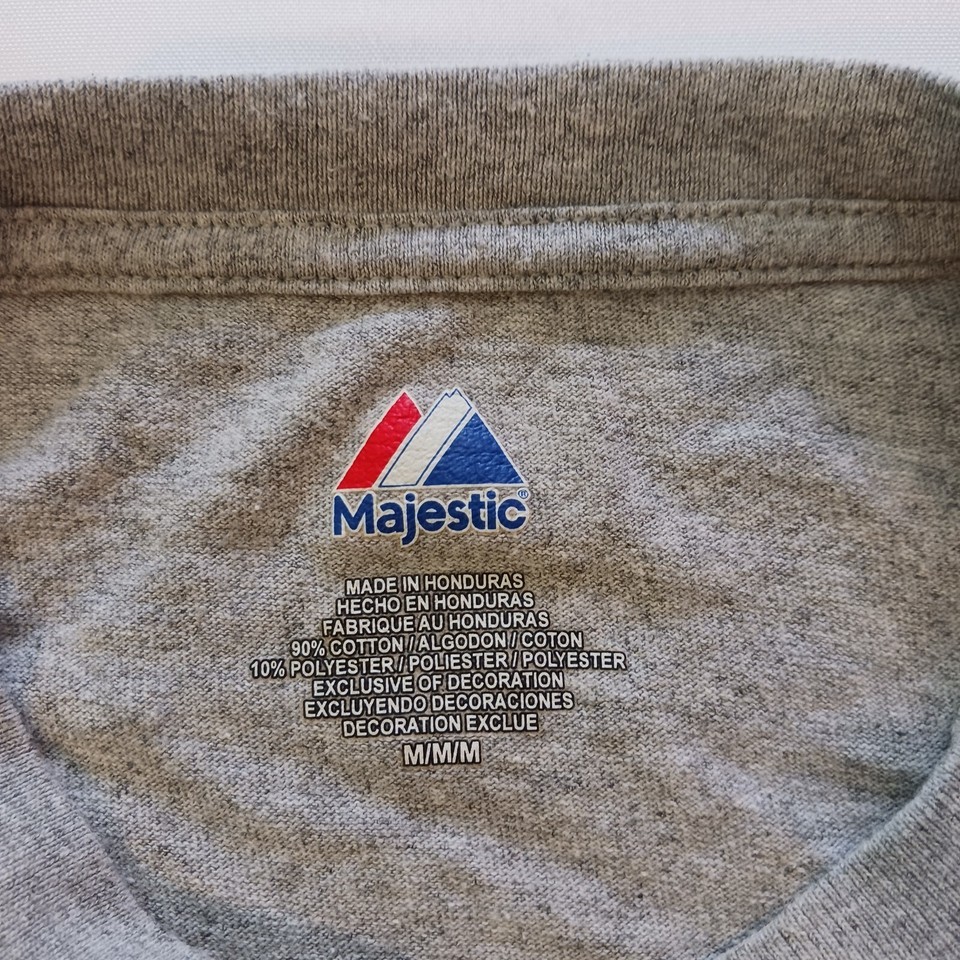 Majestic®
MADE IN HONDURAS
HECHO EN HONDURAS
FABRIQUE AU HONDURAS
90% COTTON / ALGODON / COTON
10% POLYESTER / POLIESTER / POLYESTER
EXCLUSIVE OF DECORATION
EXCLUYENDO DECORACIONES
DECORATION EXCLUE
M/M/M